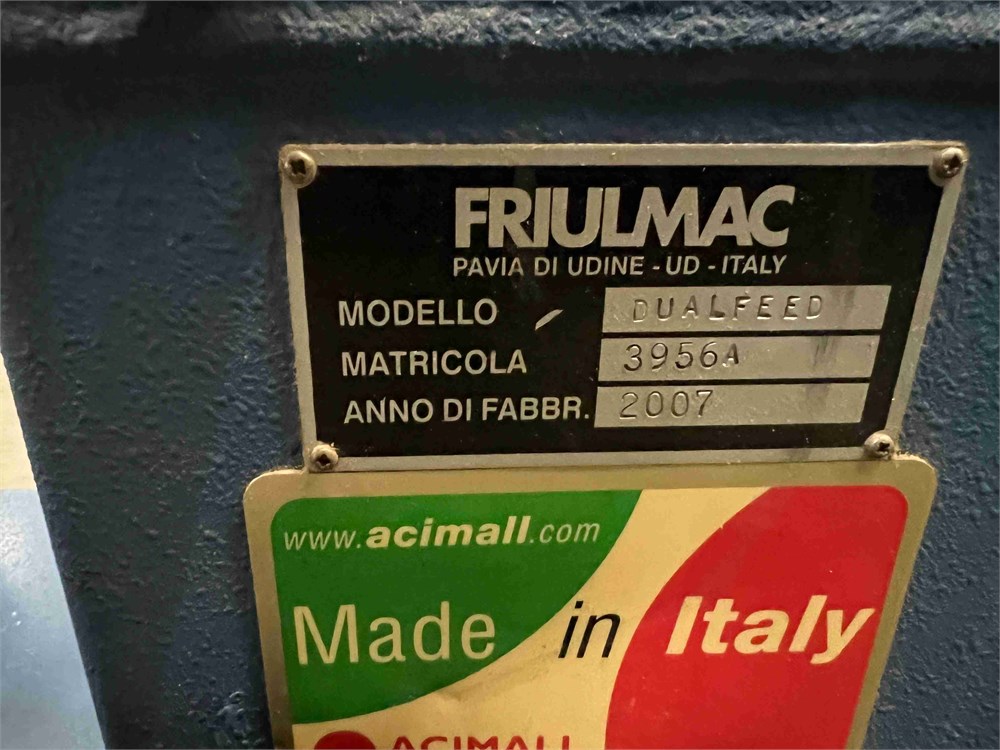 FRIULMAC
PAVIA DI UDINE - UD - ITALY
MODELLO DUALFEED
MATRICOLA 3956A
ANNO DI FABBR. 2007
www.acimall.com
Made in Italy
ACIMALL